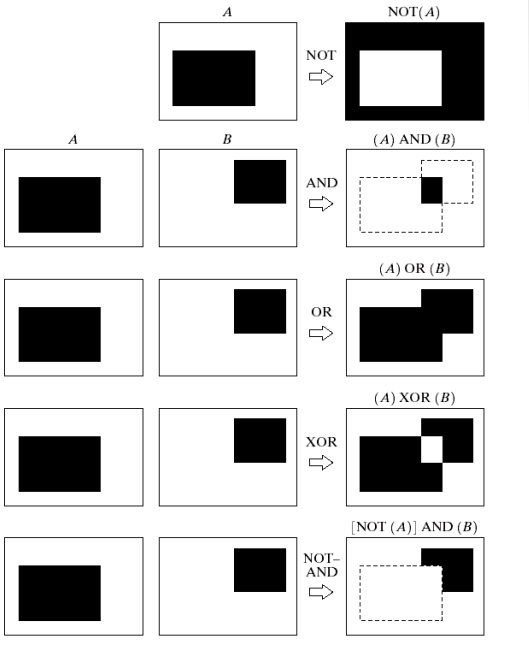 A
NOT(A)
NOT
A
B
(A) AND (B)
AND
(A) OR (B)
OR
(A) XOR (B)
XOR
[NOT (A)] AND (B)
NOT–
AND